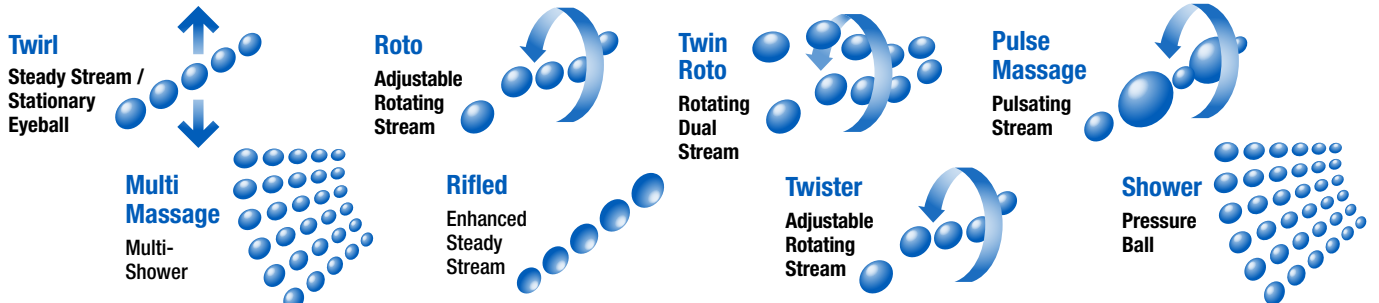 Twirl
Steady Stream /
Stationary
Eyeball
Roto
Adjustable
Rotating
Stream
Twin
Roto
Rotating
Dual
Stream
Pulse
Massage
Pulsating
Stream
Multi
Massage
Multi-
Shower
Rifled
Enhanced
Steady
Stream
Twister
Adjustable
Rotating
Stream
Shower
Pressure
Ball